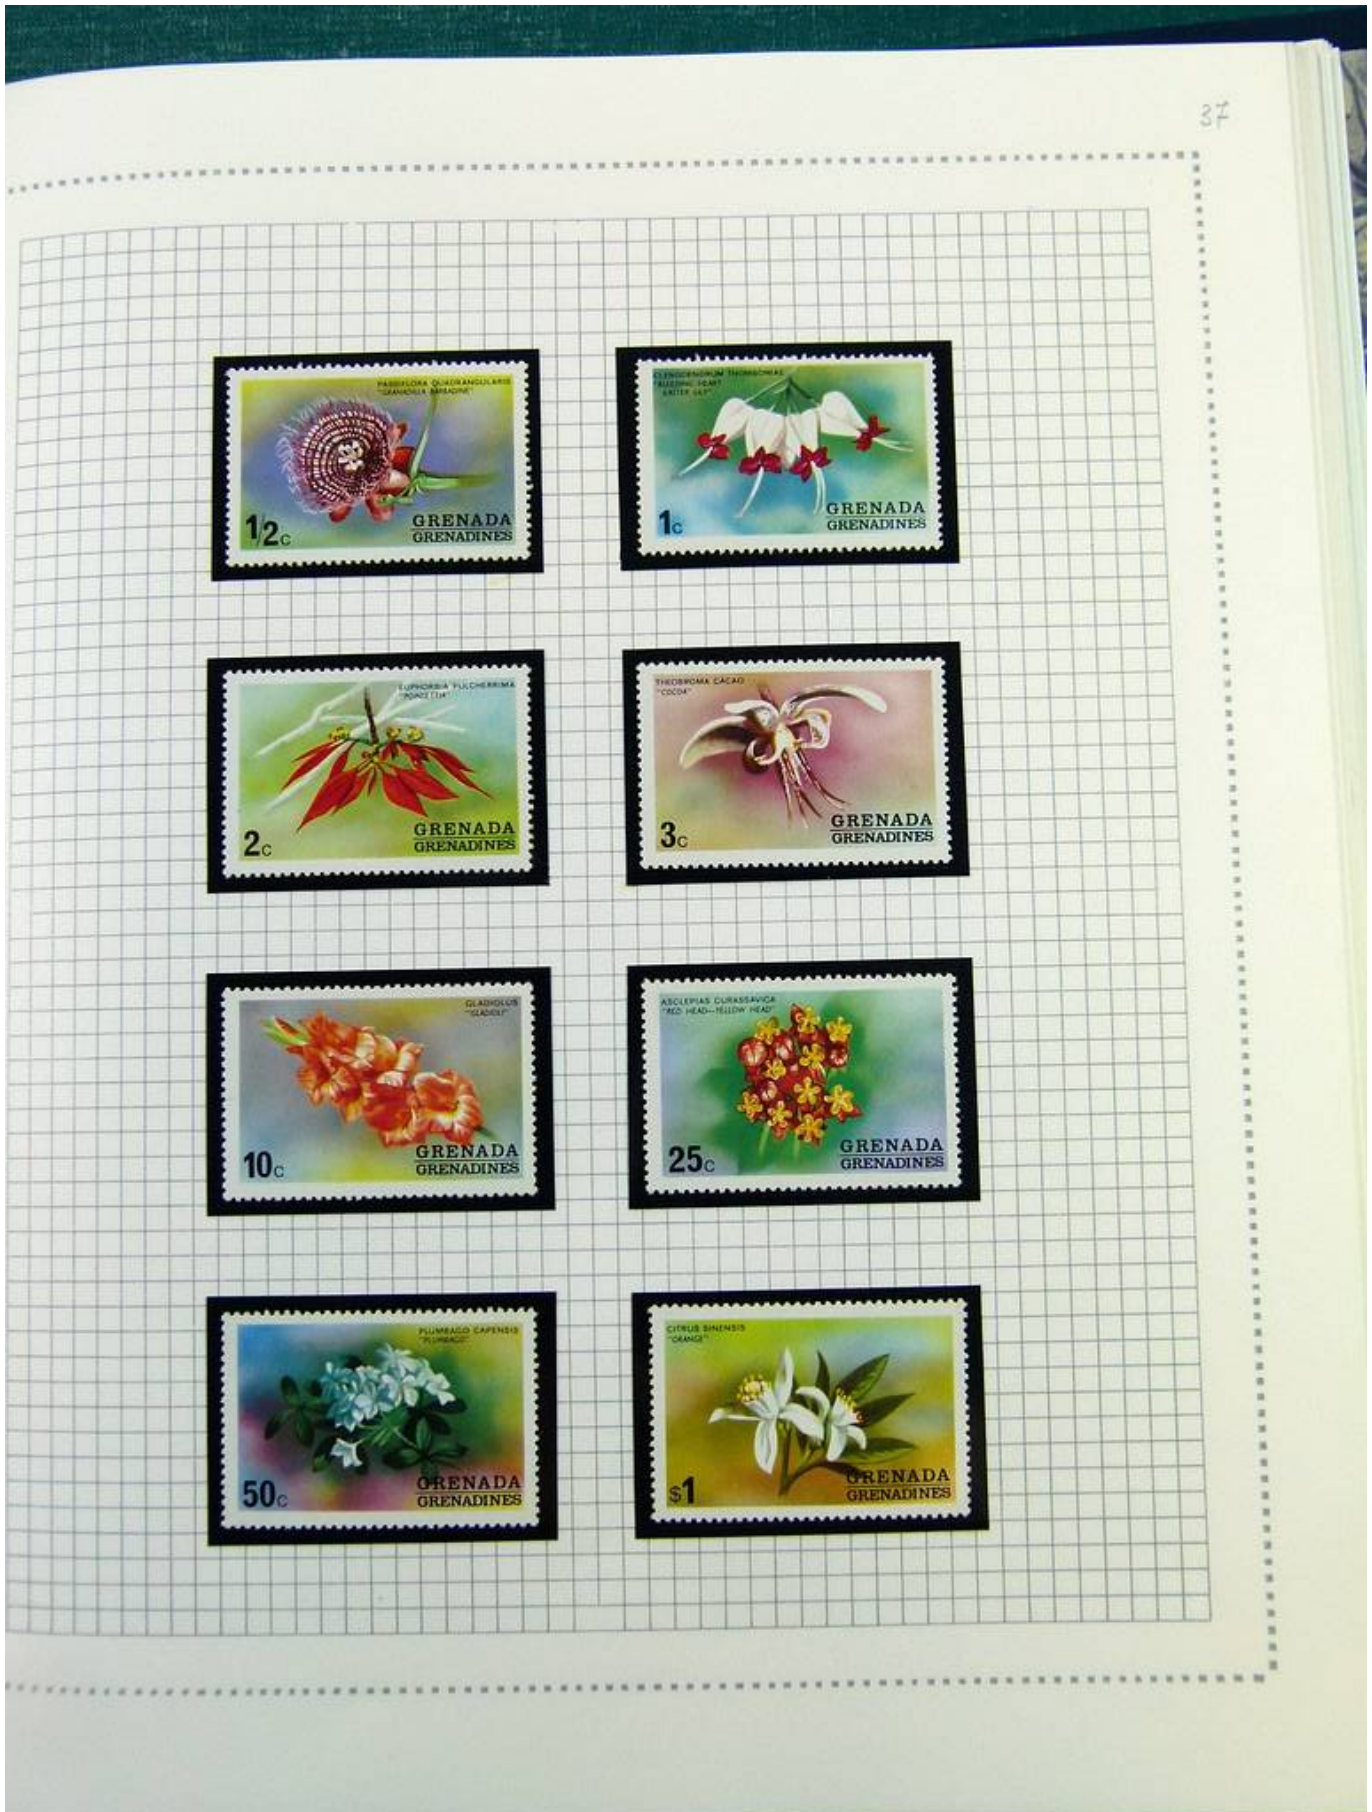 37
PASSIFLORA QUADRANGULARIS
"GRANADILLA BARBADINE"
1/2c
GRENADA
GRENADINES
CLERODENDRUM THOMSONIAE
"BLEEDING HEART
EASTER LILY"
1c
GRENADA
GRENADINES
EUPHORBIA PULCHERRIMA
"POINSETTIA"
2c
GRENADA
GRENADINES
THEOBROMA CACAO
"COCOA"
3c
GRENADA
GRENADINES
GLADIOLUS
"GLADIOLI"
10c
GRENADA
GRENADINES
ASCLEPIAS CURASSAVICA
"RED HEAD—YELLOW HEAD"
25c
GRENADA
GRENADINES
PLUMBAGO CAPENSIS
"PLUMBAGO"
50c
GRENADA
GRENADINES
CITRUS SINENSIS
"ORANGE"
$1
GRENADA
GRENADINES